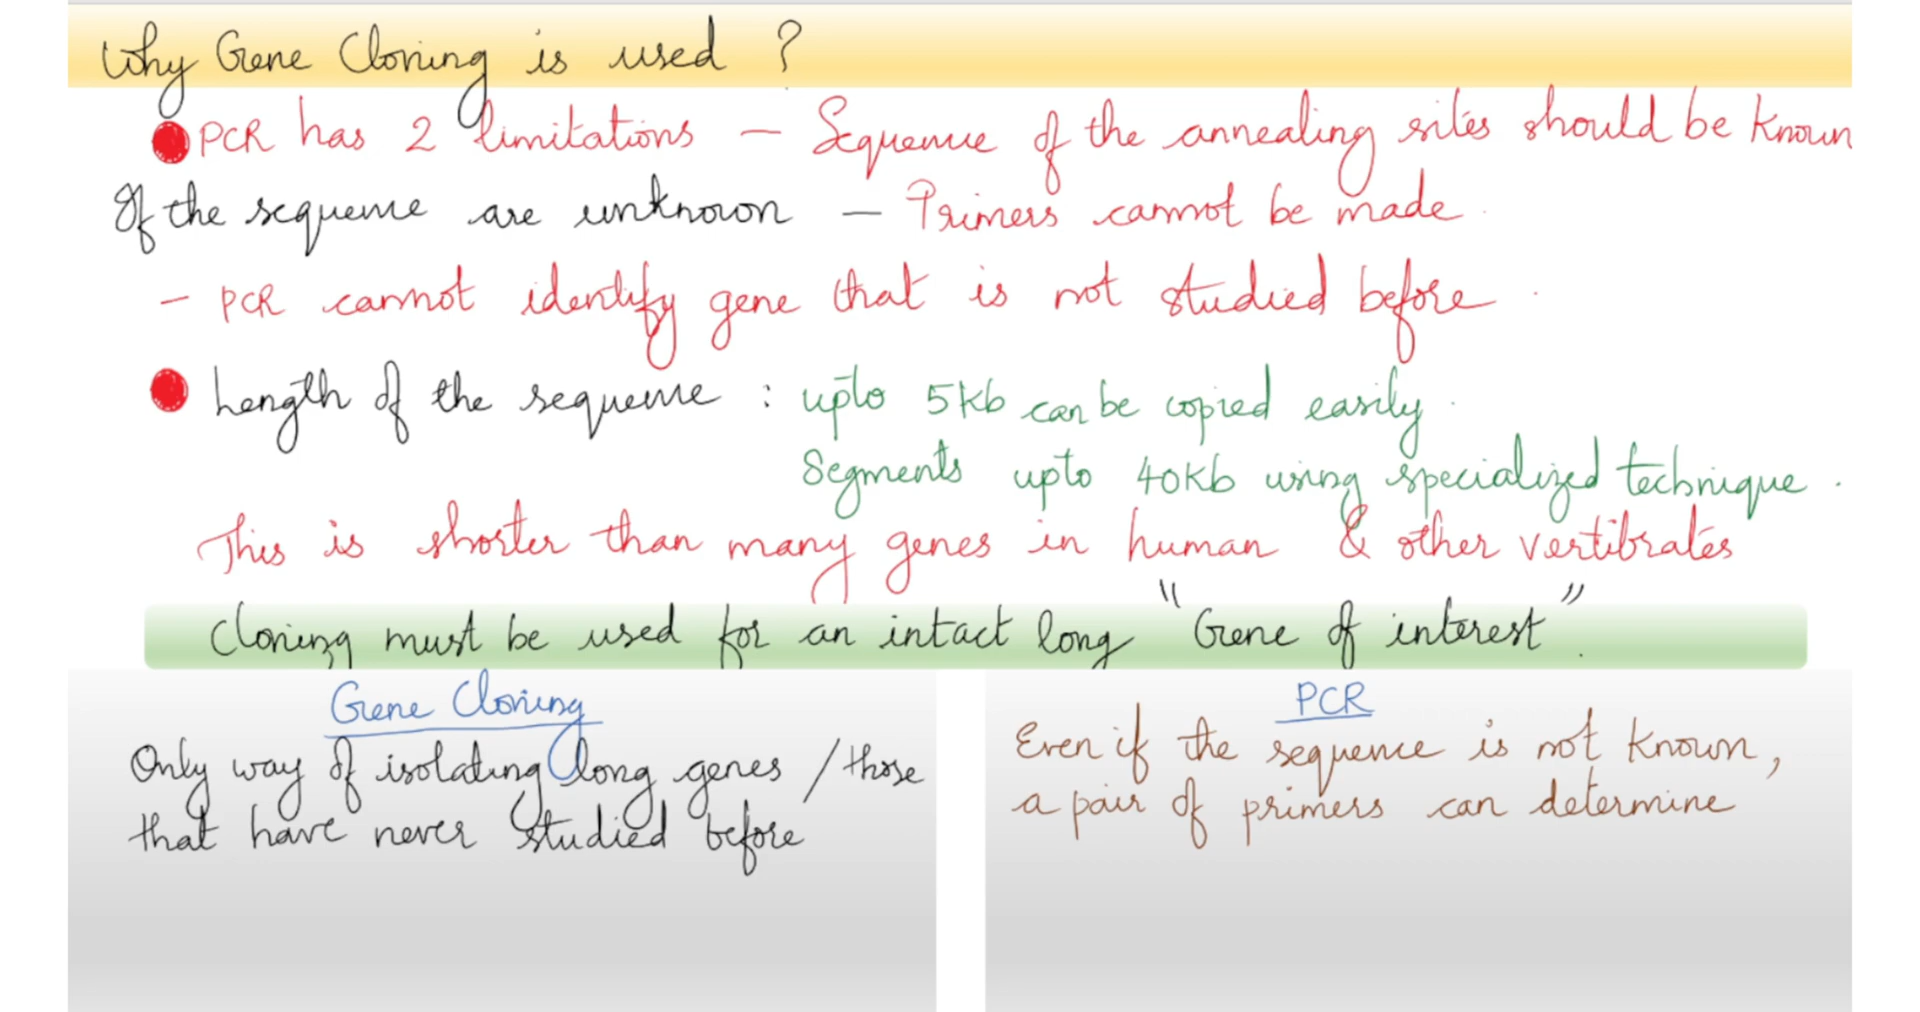 Why Gene Cloning is used ?
PCR has 2 limitations – Sequence of the annealing sites should be known
If the sequence are unknown – Primers cannot be made.
– PCR cannot identify gene that is not studied before.
Length of the sequence : upto 5Kb can be copied easily.
Segments upto 40Kb using specialized technique.
This is shorter than many genes in human & other vertibrates
Cloning must be used for an intact long "Gene of interest".
Gene Cloning
Only way of isolating long genes / those
that have never studied before
PCR
Even if the sequence is not known,
a pair of primers can determine